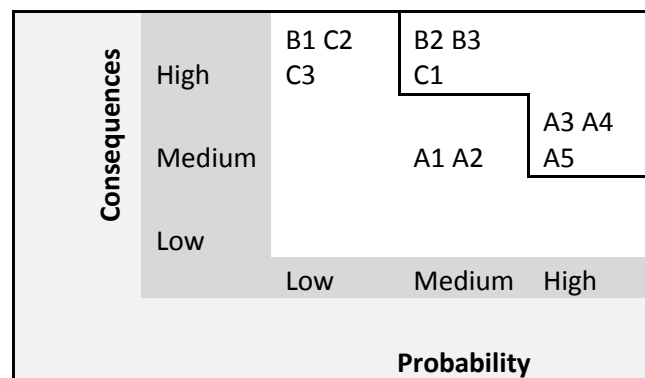 Consequences
B1 C2 B2 B3
High C3 C1
A3 A4
Medium A1 A2 A5
Low
Low Medium High
Probability